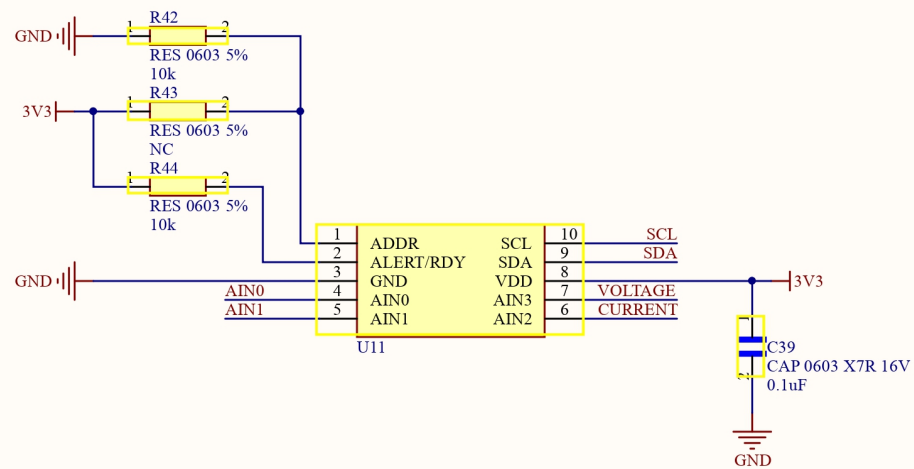 R42
1 2
GND
RES 0603 5%
10k
R43
1 2
3V3
RES 0603 5%
NC
R44
1 2
RES 0603 5%
10k
1 ADDR SCL 10 SCL
2 ALERT/RDY SDA 9 SDA
GND 3 GND VDD 8 3V3
AIN0 4 AIN0 AIN3 7 VOLTAGE
AIN1 5 AIN1 AIN2 6 CURRENT
U11
1
C39
CAP 0603 X7R 16V
2
0.1uF
GND